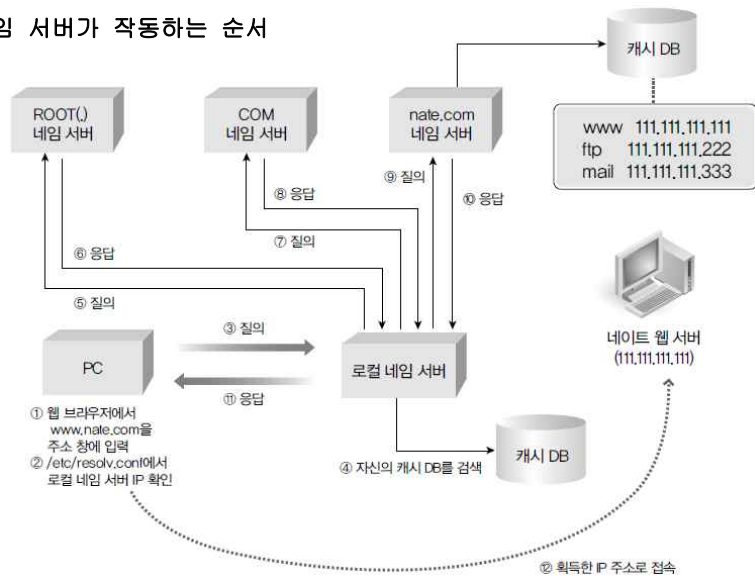 임 서버가 작동하는 순서
캐시 DB
ROOT(.)
네임 서버
COM
네임 서버
nate.com
네임 서버
www 111.111.111.111
ftp 111.111.111.222
mail 111.111.111.333
⑨ 질의
⑧ 응답
⑩ 응답
⑦ 질의
⑥ 응답
⑤ 질의
③ 질의
네이트 웹 서버
(111.111.111.111)
PC
로컬 네임 서버
⑪ 응답
① 웹 브라우저에서
www.nate.com을
주소 창에 입력
② /etc/resolv.conf에서
로컬 네임 서버 IP 확인
④ 자신의 캐시 DB를 검색
캐시 DB
⑫ 획득한 IP 주소로 접속